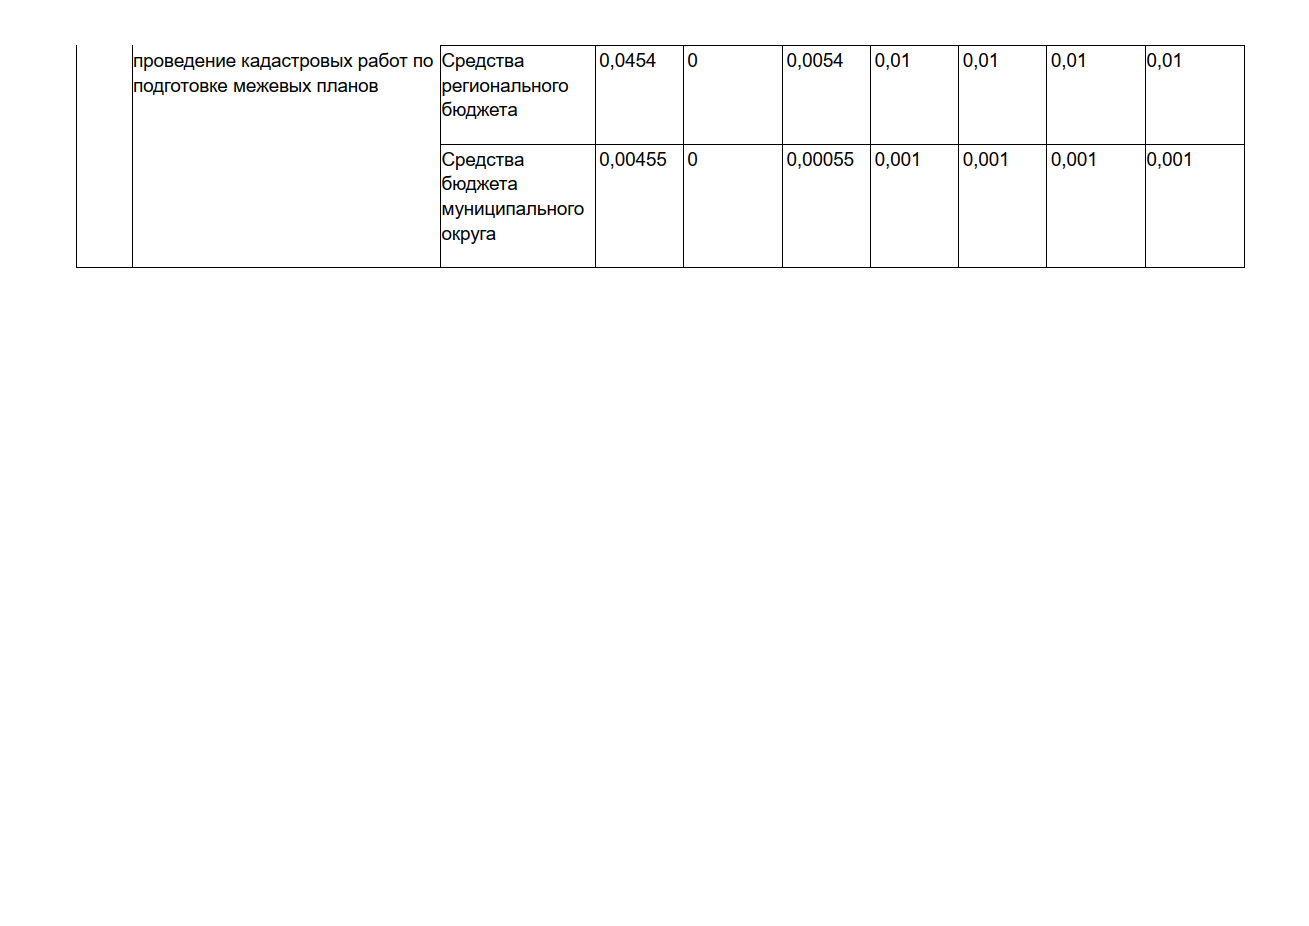 проведение кадастровых работ по
подготовке межевых планов
Средства
регионального
бюджета
0,0454 0 0,0054 0,01 0,01 0,01 0,01
Средства
бюджета
муниципального
округа
0,00455 0 0,00055 0,001 0,001 0,001 0,001